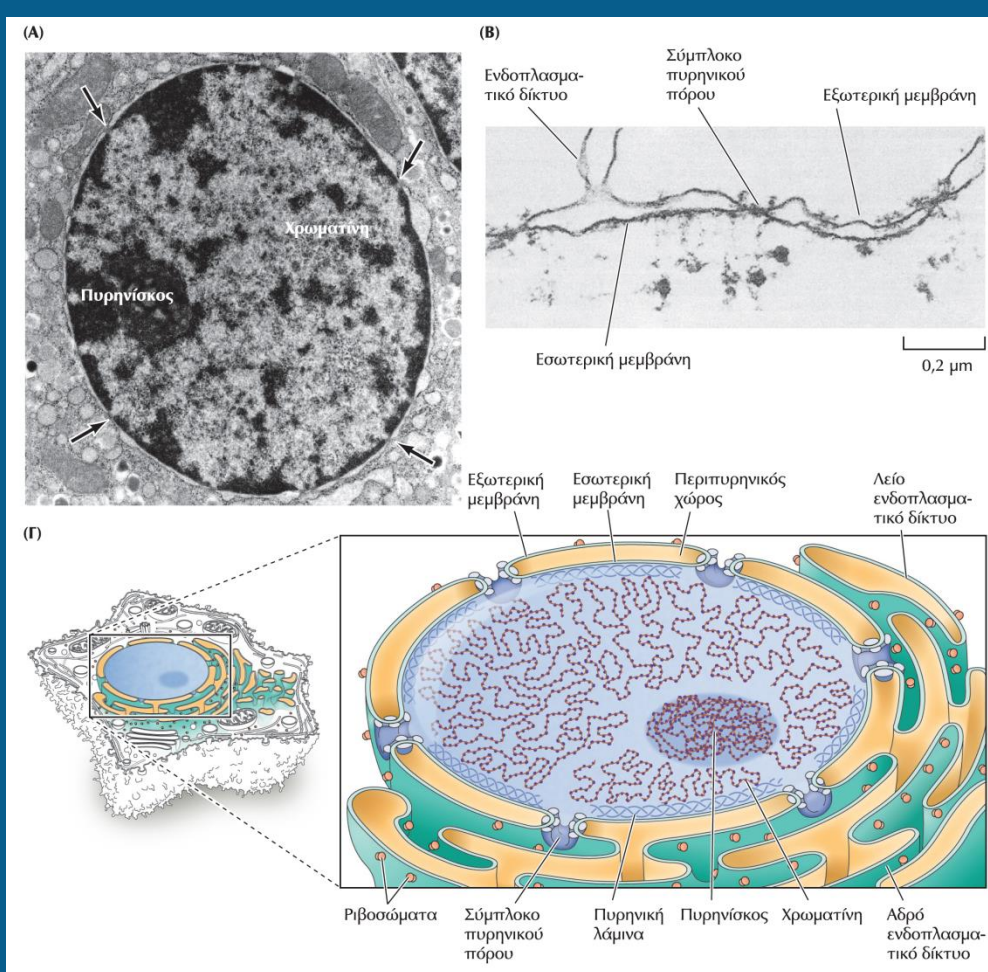 (Α)
Χρωματίνη
Πυρηνίσκος
(Β)
Ενδοπλασμα-
τικό δίκτυο
Σύμπλοκο
πυρηνικού
πόρου
Εξωτερική μεμβράνη
Εσωτερική μεμβράνη
0,2 μm
(Γ)
Εξωτερική
μεμβράνη
Εσωτερική
μεμβράνη
Περιπυρηνικός
χώρος
Λείο
ενδοπλασμα-
τικό δίκτυο
Ριβοσώματα
Σύμπλοκο
πυρηνικού
πόρου
Πυρηνική
λάμινα
Πυρηνίσκος
Χρωματίνη
Αδρό
ενδοπλασμα-
τικό δίκτυο